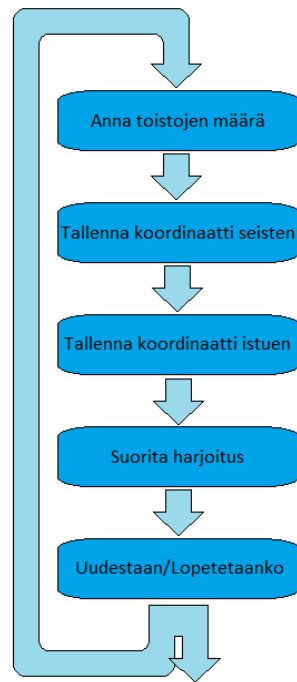 Anna toistojen määrä
Tallenna koordinaatti seisten
Tallenna koordinaatti istuen
Suorita harjoitus
Uudestaan/Lopetetaanko